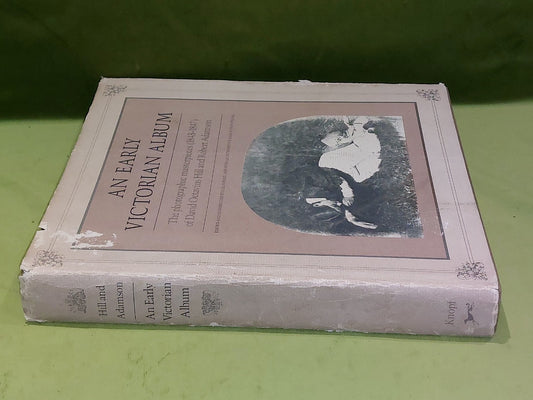 AN EARLY
VICTORIAN ALBUM
The photographic masterpieces (1843-1847)
of David Octavius Hill and Robert Adamson
Hill and
Adamson
An Early
Victorian
Album
Knopf